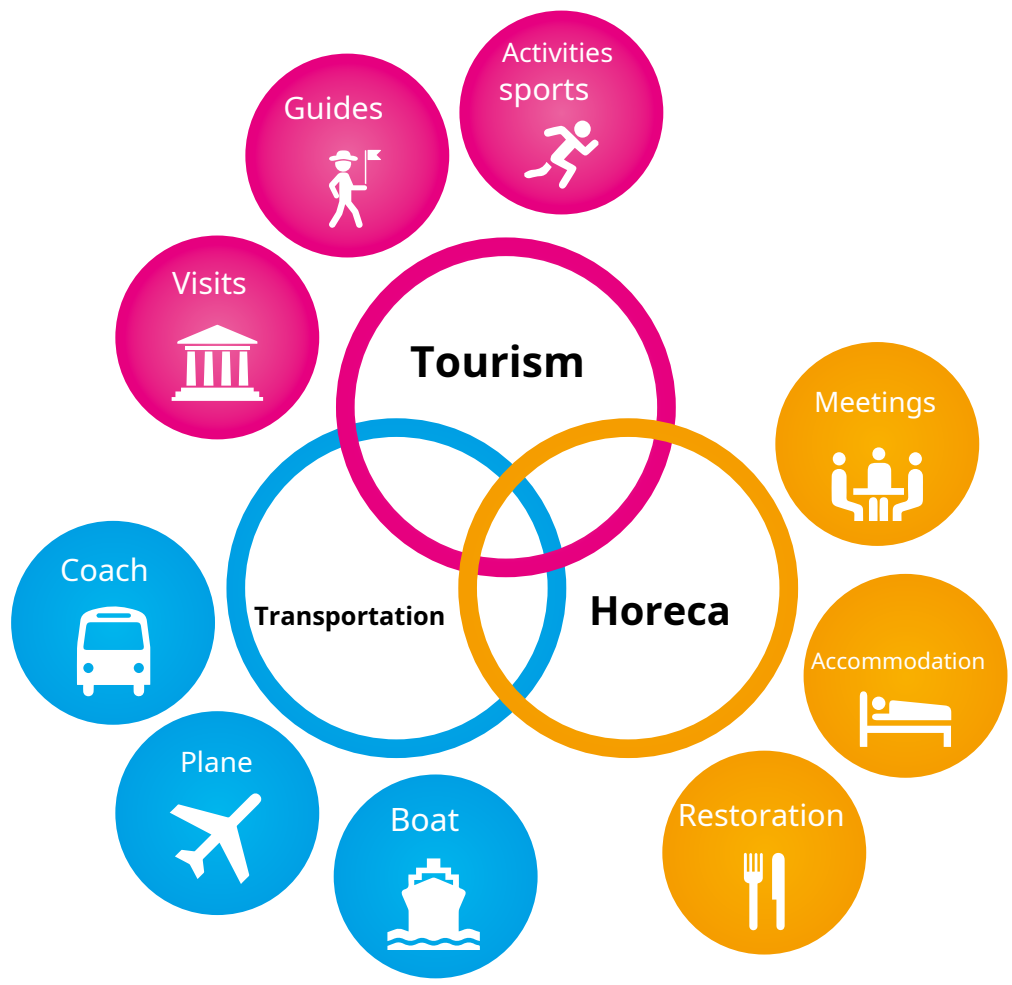 Activities
sports
Guides
Visits
Tourism
Meetings
Coach
Transportation
Horeca
Accommodation
Plane
Boat
Restoration